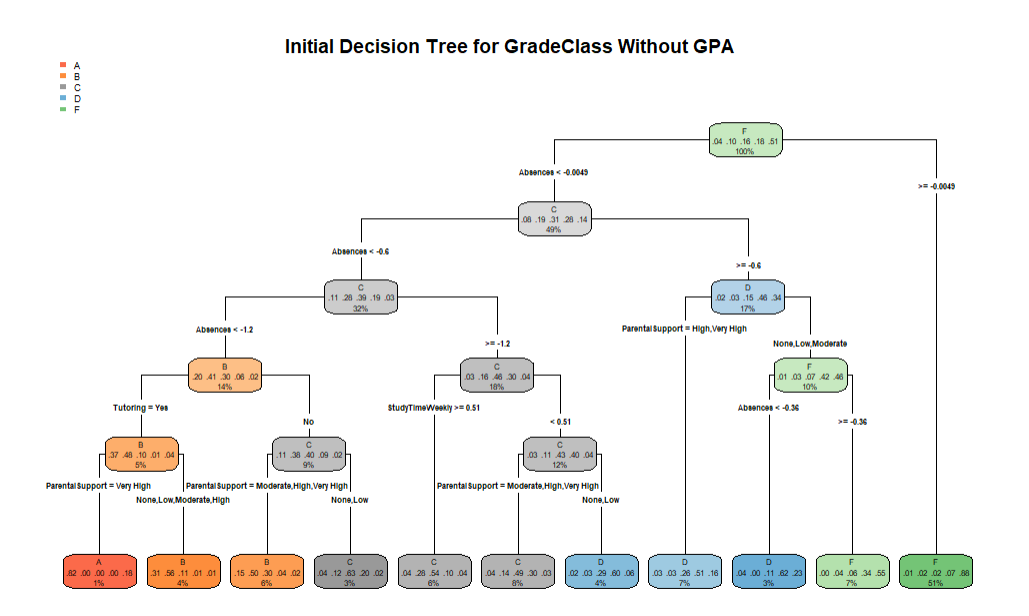 Initial Decision Tree for GradeClass Without GPA
A
B
C
D
F
F
.04 .10 .16 .18 .51
100%
Absences < -0.0049
>= -0.0049
C
.08 .19 .31 .28 .14
49%
Absences < -0.6
>= -0.6
C
.11 .28 .39 .19 .03
32%
D
.02 .03 .15 .46 .34
17%
Absences < -1.2
>= -1.2
ParentalSupport = High,Very High
None,Low,Moderate
B
.20 .41 .30 .06 .02
14%
C
.03 .16 .46 .30 .04
18%
F
.01 .03 .07 .42 .46
10%
Tutoring = Yes
No
StudyTimeWeekly >= 0.51
< 0.51
Absences < -0.36
>= -0.36
B
.37 .48 .10 .01 .04
5%
C
.11 .38 .40 .09 .02
9%
C
.03 .11 .43 .40 .04
12%
ParentalSupport = Very High
None,Low,Moderate,High
ParentalSupport = Moderate,High,Very High
None,Low
ParentalSupport = Moderate,High,Very High
None,Low
A
.82 .00 .00 .00 .18
1%
B
.31 .56 .11 .01 .01
4%
B
.15 .50 .30 .04 .02
6%
C
.04 .12 .63 .20 .02
3%
C
.04 .28 .54 .10 .04
6%
C
.04 .14 .49 .30 .03
8%
D
.02 .03 .29 .60 .06
4%
D
.03 .03 .26 .51 .16
7%
D
.04 .00 .11 .62 .23
3%
F
.00 .04 .06 .34 .55
7%
F
.01 .02 .02 .07 .88
51%